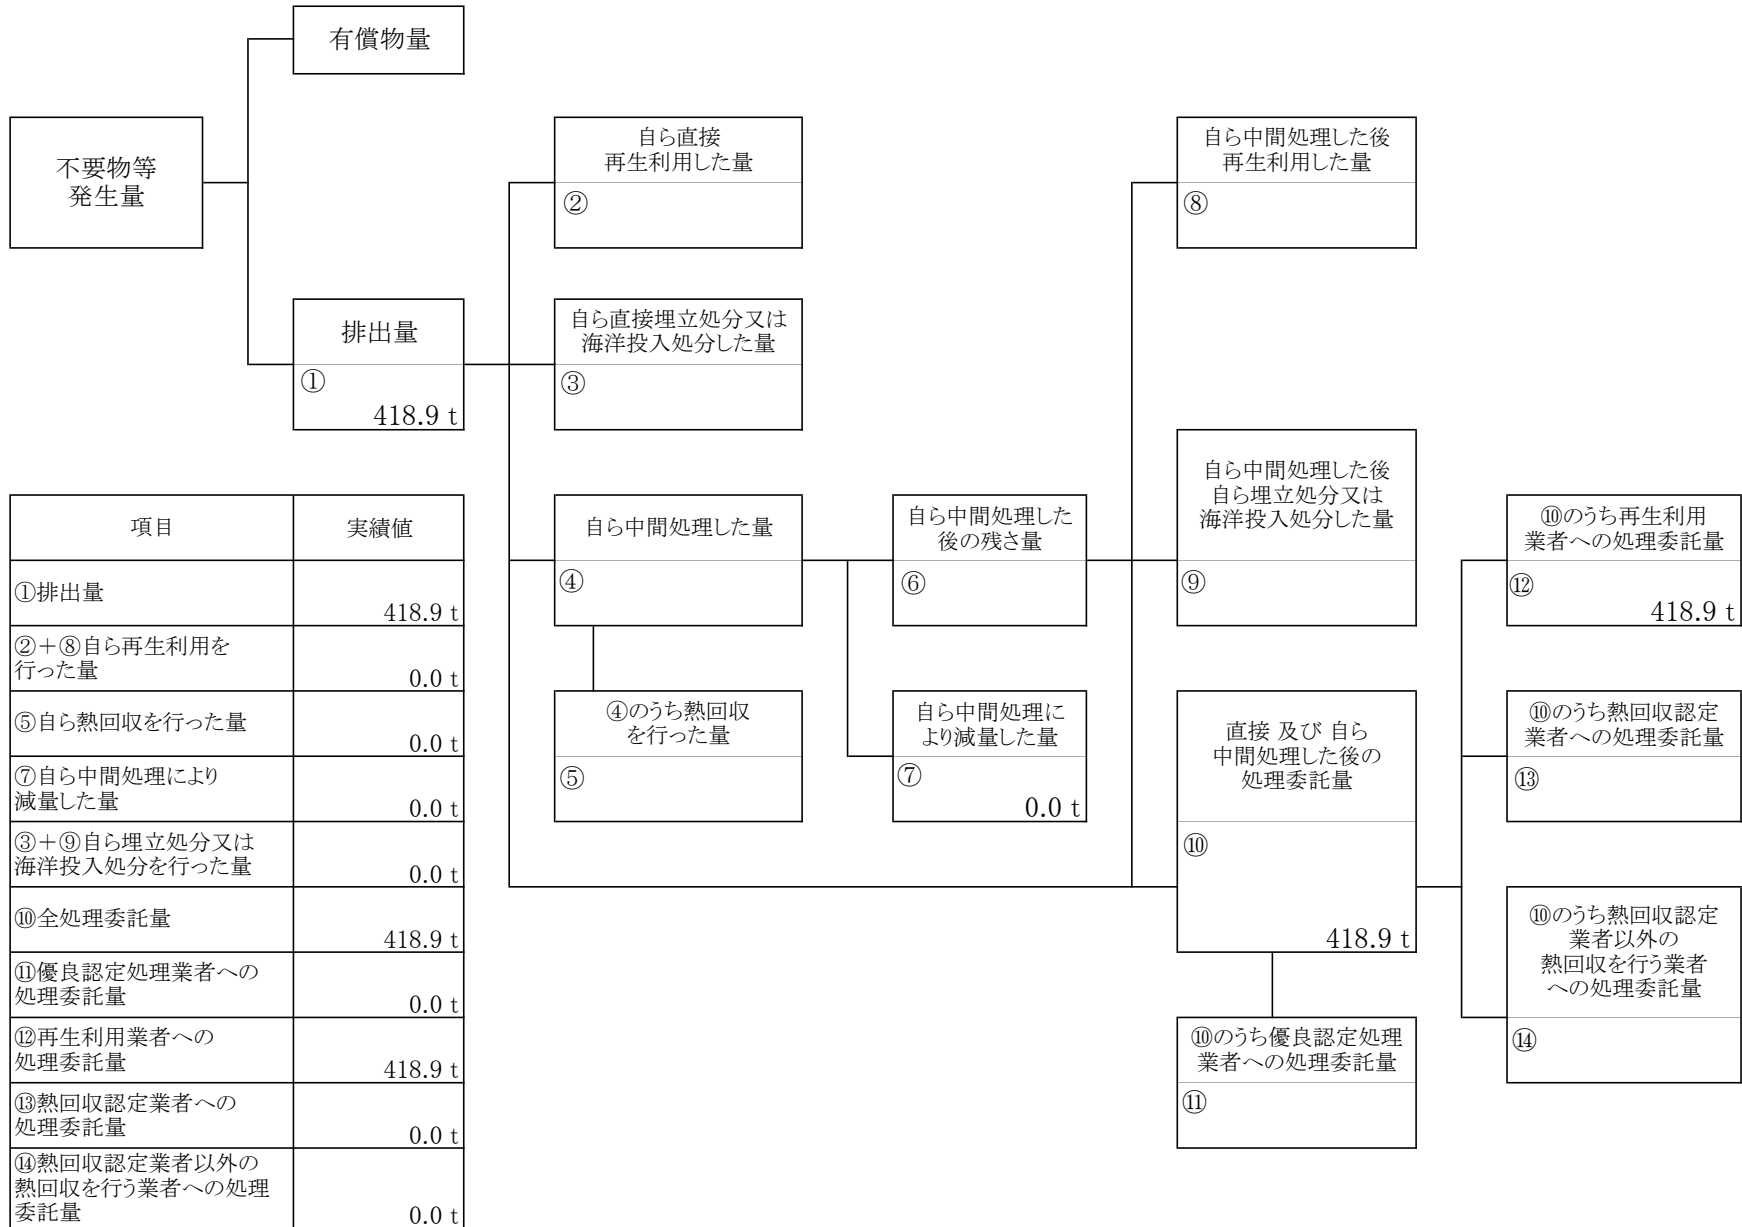 有償物量
不要物等
発生量
自ら直接
再生利用した量
②
自ら中間処理した後
再生利用した量
⑧
排出量
①
418.9 t
自ら直接埋立処分又は
海洋投入処分した量
③
自ら中間処理した量
④
自ら中間処理した
後の残さ量
⑥
自ら中間処理した後
自ら埋立処分又は
海洋投入処分した量
⑨
⑩のうち再生利用
業者への処理委託量
⑫
418.9 t
④のうち熱回収
を行った量
⑤
自ら中間処理に
より減量した量
⑦
0.0 t
直接 及び 自ら
中間処理した後の
処理委託量
⑩
418.9 t
⑩のうち熱回収認定
業者への処理委託量
⑬
⑩のうち熱回収認定
業者以外の
熱回収を行う業者
への処理委託量
⑭
⑩のうち優良認定処理
業者への処理委託量
⑪
項目 実績値
①排出量
418.9 t
②+⑧自ら再生利用を
行った量
0.0 t
⑤自ら熱回収を行った量
0.0 t
⑦自ら中間処理により
減量した量
0.0 t
③+⑨自ら埋立処分又は
海洋投入処分を行った量
0.0 t
⑩全処理委託量
418.9 t
⑪優良認定処理業者への
処理委託量
0.0 t
⑫再生利用業者への
処理委託量
418.9 t
⑬熱回収認定業者への
処理委託量
0.0 t
⑭熱回収認定業者以外の
熱回収を行う業者への処理
委託量
0.0 t